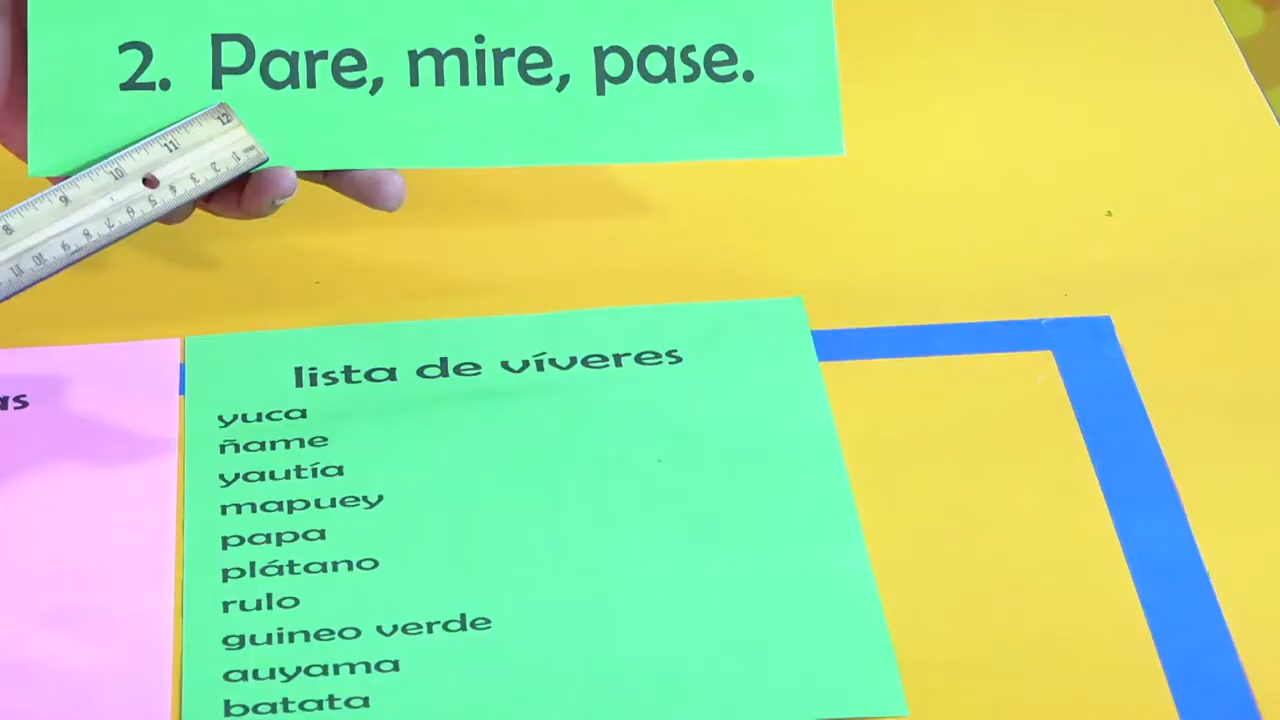 2. Pare, mire, pase.
lista de víveres
yuca
ñame
yautía
mapuey
papa
plátano
rulo
guineo verde
auyama
batata